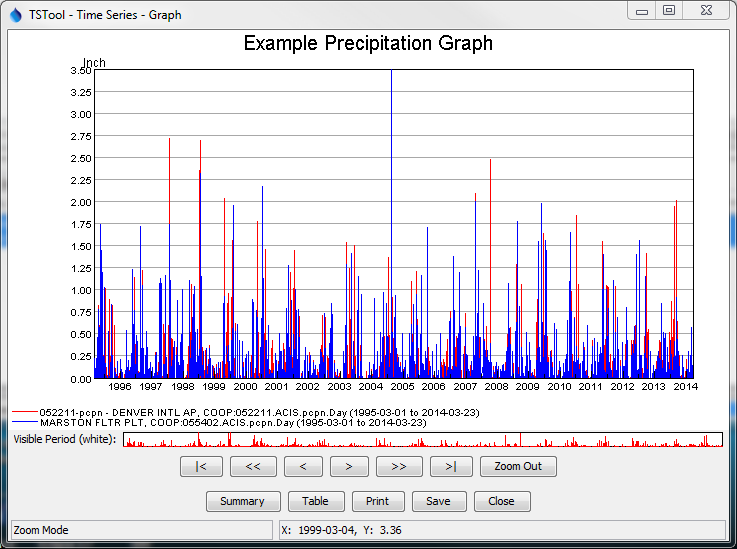 TSTool - Time Series - Graph
Example Precipitation Graph
Inch
3.50
3.25
3.00
2.75
2.50
2.25
2.00
1.75
1.50
1.25
1.00
0.75
0.50
0.25
0.00
1996 1997 1998 1999 2000 2001 2002 2003 2004 2005 2006 2007 2008 2009 2010 2011 2012 2013 2014
052211-pcpn - DENVER INTL AP, COOP:052211.ACIS.pcpn.Day (1995-03-01 to 2014-03-23)
MARSTON FLTR PLT, COOP:055402.ACIS.pcpn.Day (1995-03-01 to 2014-03-23)
Visible Period (white):
|< << < > >> >| Zoom Out
Summary Table Print Save Close
Zoom Mode X: 1999-03-04, Y: 3.36